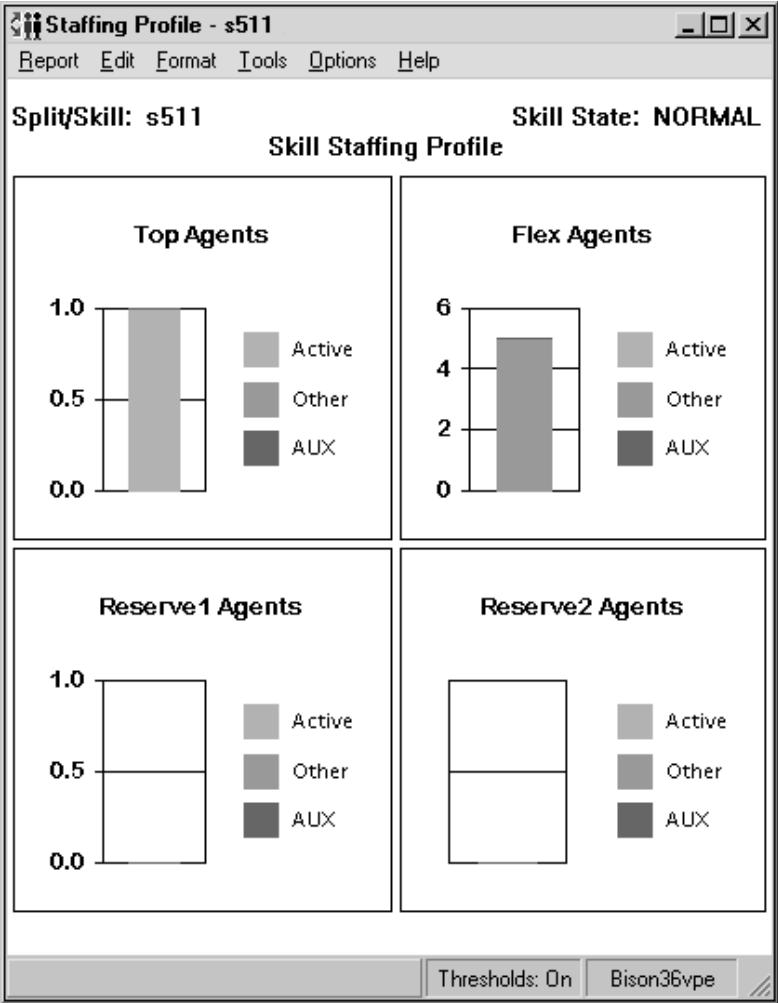 Staffing Profile - s511
Report Edit Format Tools Options Help
Split/Skill: s511 Skill State: NORMAL
Skill Staffing Profile
Top Agents
1.0
0.5
0.0
Active
Other
AUX
Flex Agents
6
4
2
0
Active
Other
AUX
Reserve1 Agents
1.0
0.5
0.0
Active
Other
AUX
Reserve2 Agents
Active
Other
AUX
Thresholds: On Bison36vpe